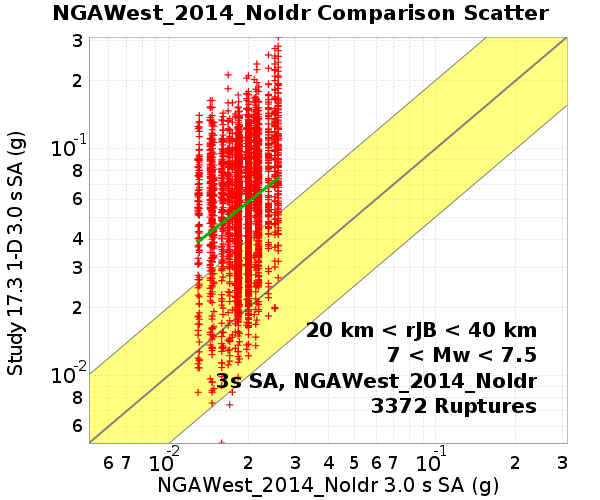 NGAWest_2014_NoIdr Comparison Scatter
3
2
10-1
8
6
4
3
2
10-2
8
6
Study 17.3 1-D 3.0 s SA (g)
20 km < rJB < 40 km
7 < Mw < 7.5
3s SA, NGAWest_2014_NoIdr
3372 Ruptures
6 7 10-2 2 3 4 5 6 7 10-1 2 3
NGAWest_2014_NoIdr 3.0 s SA (g)